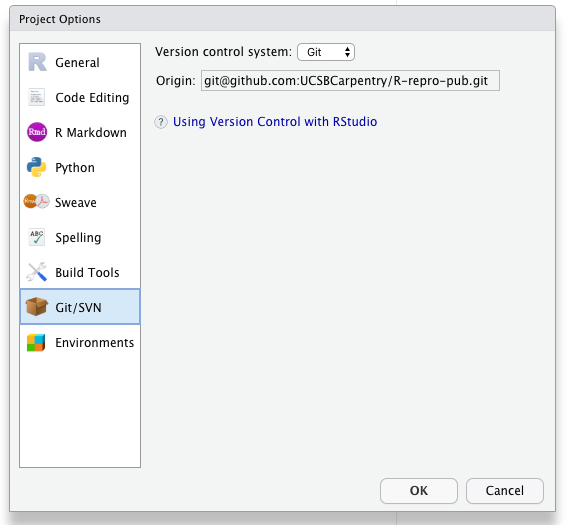 Project Options
General
Code Editing
R Markdown
Python
Sweave
Spelling
Build Tools
Git/SVN
Environments
Version control system: Git
Origin: git@github.com:UCSBCarpentry/R-repro-pub.git
? Using Version Control with RStudio
OK Cancel